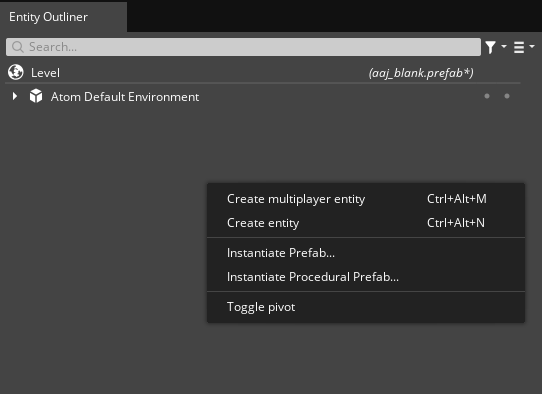 Entity Outliner
Search...
Level (aaj_blank.prefab*)
Atom Default Environment
Create multiplayer entity Ctrl+Alt+M
Create entity Ctrl+Alt+N
Instantiate Prefab...
Instantiate Procedural Prefab...
Toggle pivot